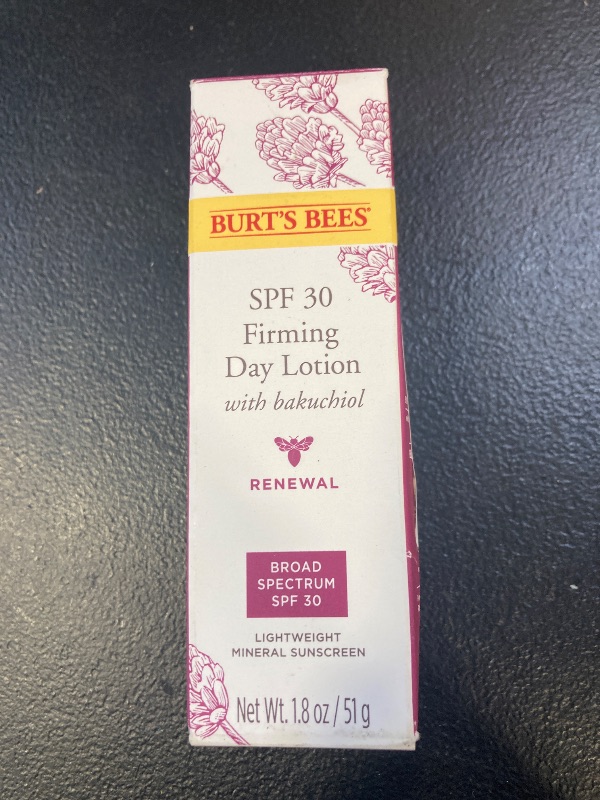 BURT'S BEES®
SPF 30
Firming
Day Lotion
with bakuchiol
RENEWAL
BROAD
SPECTRUM
SPF 30
LIGHTWEIGHT
MINERAL SUNSCREEN
Net Wt. 1.8 oz / 51 g